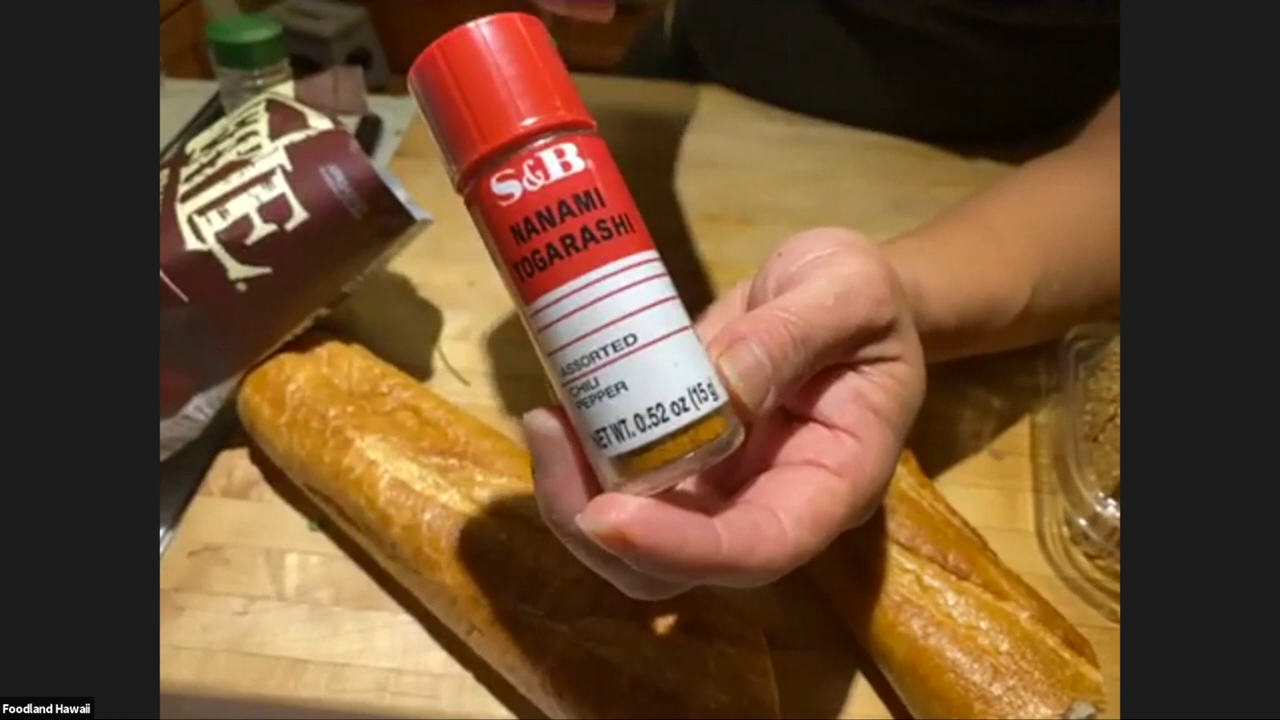 S&B
NANAMI
TOGARASHI
ASSORTED
CHILI
PEPPER
NET WT. 0.52 oz (15g
Foodland Hawaii